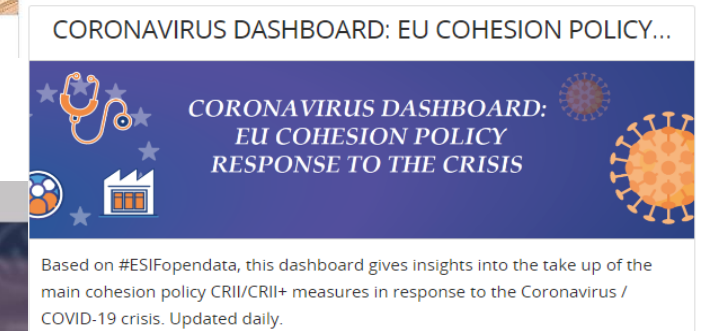 CORONAVIRUS DASHBOARD: EU COHESION POLICY...
CORONAVIRUS DASHBOARD:
EU COHESION POLICY
RESPONSE TO THE CRISIS
Based on #ESIFopendata, this dashboard gives insights into the take up of the
main cohesion policy CRII/CRII+ measures in response to the Coronavirus /
COVID-19 crisis. Updated daily.